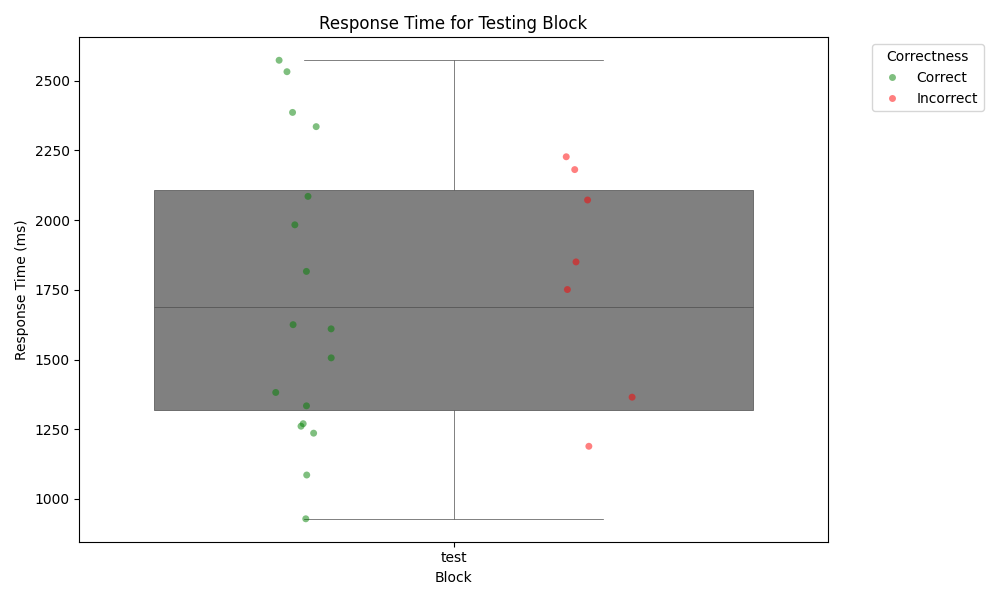 Response Time for Testing Block
Correctness
Correct
Incorrect
Response Time (ms)
2500
2250
2000
1750
1500
1250
1000
test
Block